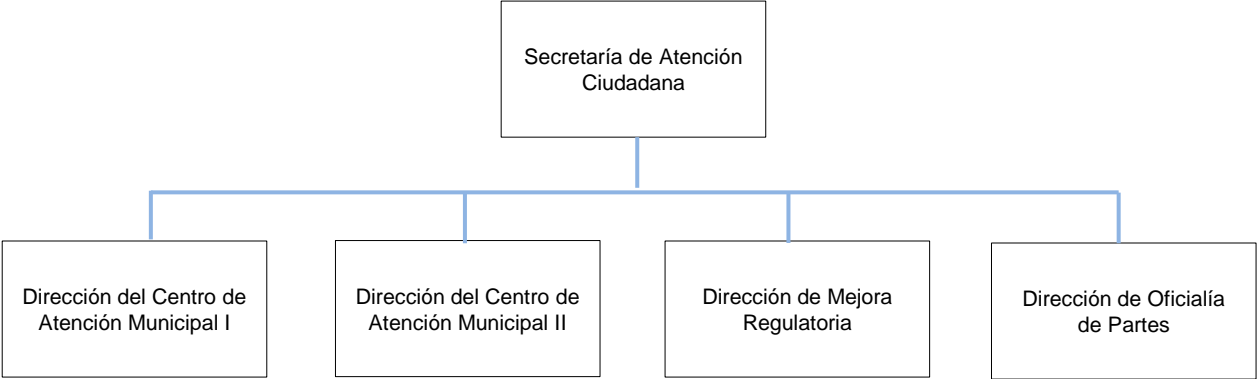 Secretaría de Atención
Ciudadana
Dirección del Centro de
Atención Municipal I
Dirección del Centro de
Atención Municipal II
Dirección de Mejora
Regulatoria
Dirección de Oficialía
de Partes